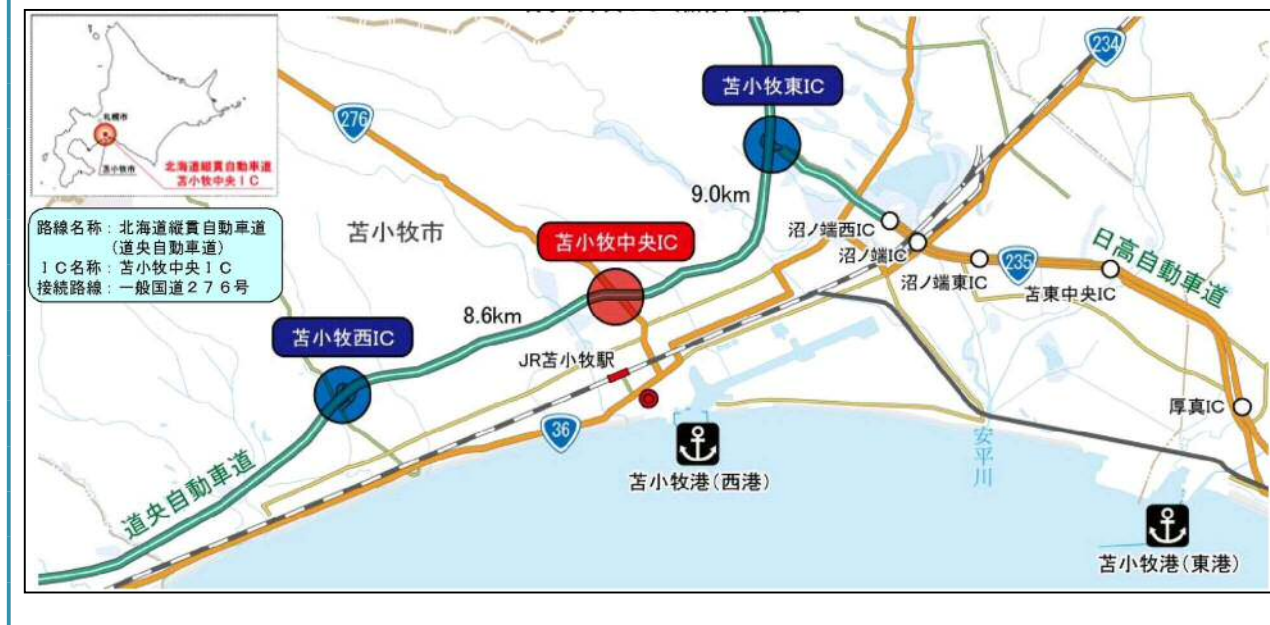 札幌市
苫小牧市
北海道縦貫自動車道
苫小牧中央ＩＣ
路線名称：北海道縦貫自動車道
（道央自動車道）
ＩＣ名称：苫小牧中央ＩＣ
接続路線：一般国道２７６号
276
234
苫小牧東IC
9.0km
苫小牧市
苫小牧中央IC
沼ノ端西IC
沼ノ端IC
沼ノ端東IC
235
苫東中央IC
日高自動車道
8.6km
苫小牧西IC
JR苫小牧駅
厚真IC
36
安平川
苫小牧港(西港)
道央自動車道
苫小牧港(東港)